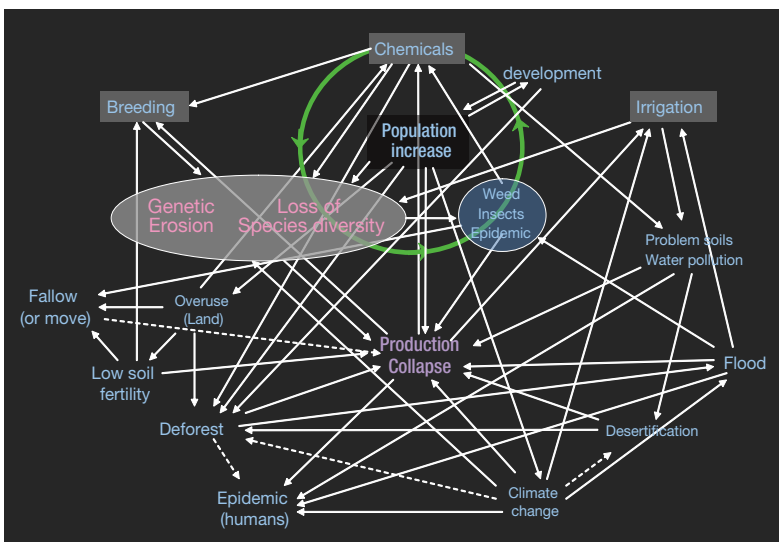 Chemicals
development
Breeding
Irrigation
Population
increase
Genetic
Erosion
Loss of
Species diversity
Weed
Insects
Epidemic
Problem soils
Water pollution
Fallow
(or move)
Overuse
(Land)
Production
Collapse
Flood
Low soil
fertility
Deforest
Desertification
Epidemic
(humans)
Climate
change